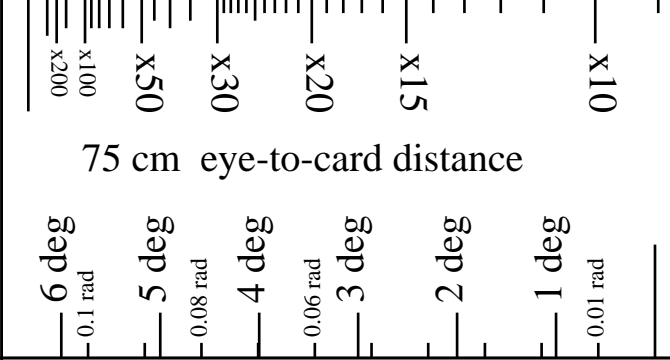 x200 x100 x50 x30 x20 x15 x10
75 cm eye-to-card distance
6 deg 0.1 rad 5 deg 0.08 rad 4 deg 0.06 rad 3 deg 2 deg 1 deg 0.01 rad